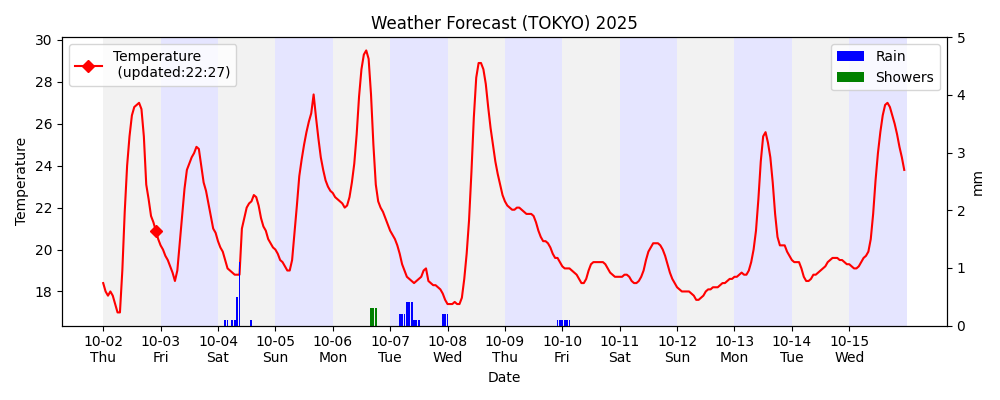 Weather Forecast (TOKYO) 2025
Temperature
(updated:22:27)
Rain
Showers
30
28
26
24
22
20
18
Temperature
5
4
3
2
1
0
mm
10-02 10-03 10-04 10-05 10-06 10-07 10-08 10-09 10-10 10-11 10-12 10-13 10-14 10-15
Thu Fri Sat Sun Mon Tue Wed Thu Fri Sat Sun Mon Tue Wed
Date